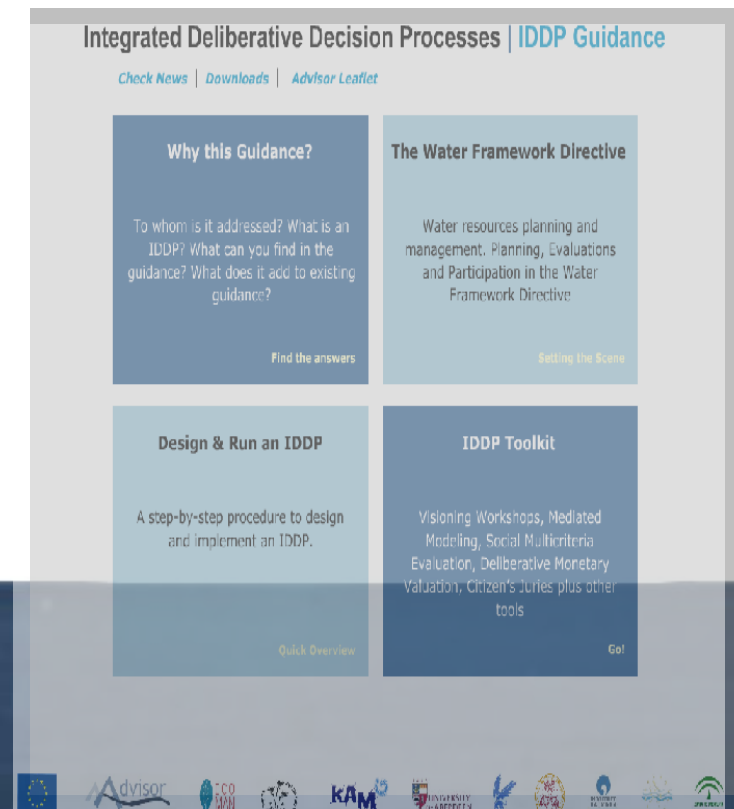 Integrated Deliberative Decision Processes | IDDP Guidance
Check News | Downloads | Advisor Leaflet
Why this Guidance?
To whom is it addressed? What is an
IDDP? What can you find in the
guidance? What does it add to existing
guidance?
Find the answers
The Water Framework Directive
Water resources planning and
management. Planning, Evaluations
and Participation in the Water
Framework Directive
Setting the Scene
Design & Run an IDDP
A step-by-step procedure to design
and implement an IDDP.
Quick Overview
IDDP Toolkit
Visioning Workshops, Mediated
Modeling, Social Multicriteria
Evaluation, Deliberative Monetary
Valuation, Citizen's Juries plus other
tools
Go!
Advisor
ECO
MAN
KAM
UNIVERSITY
OF ABERDEEN